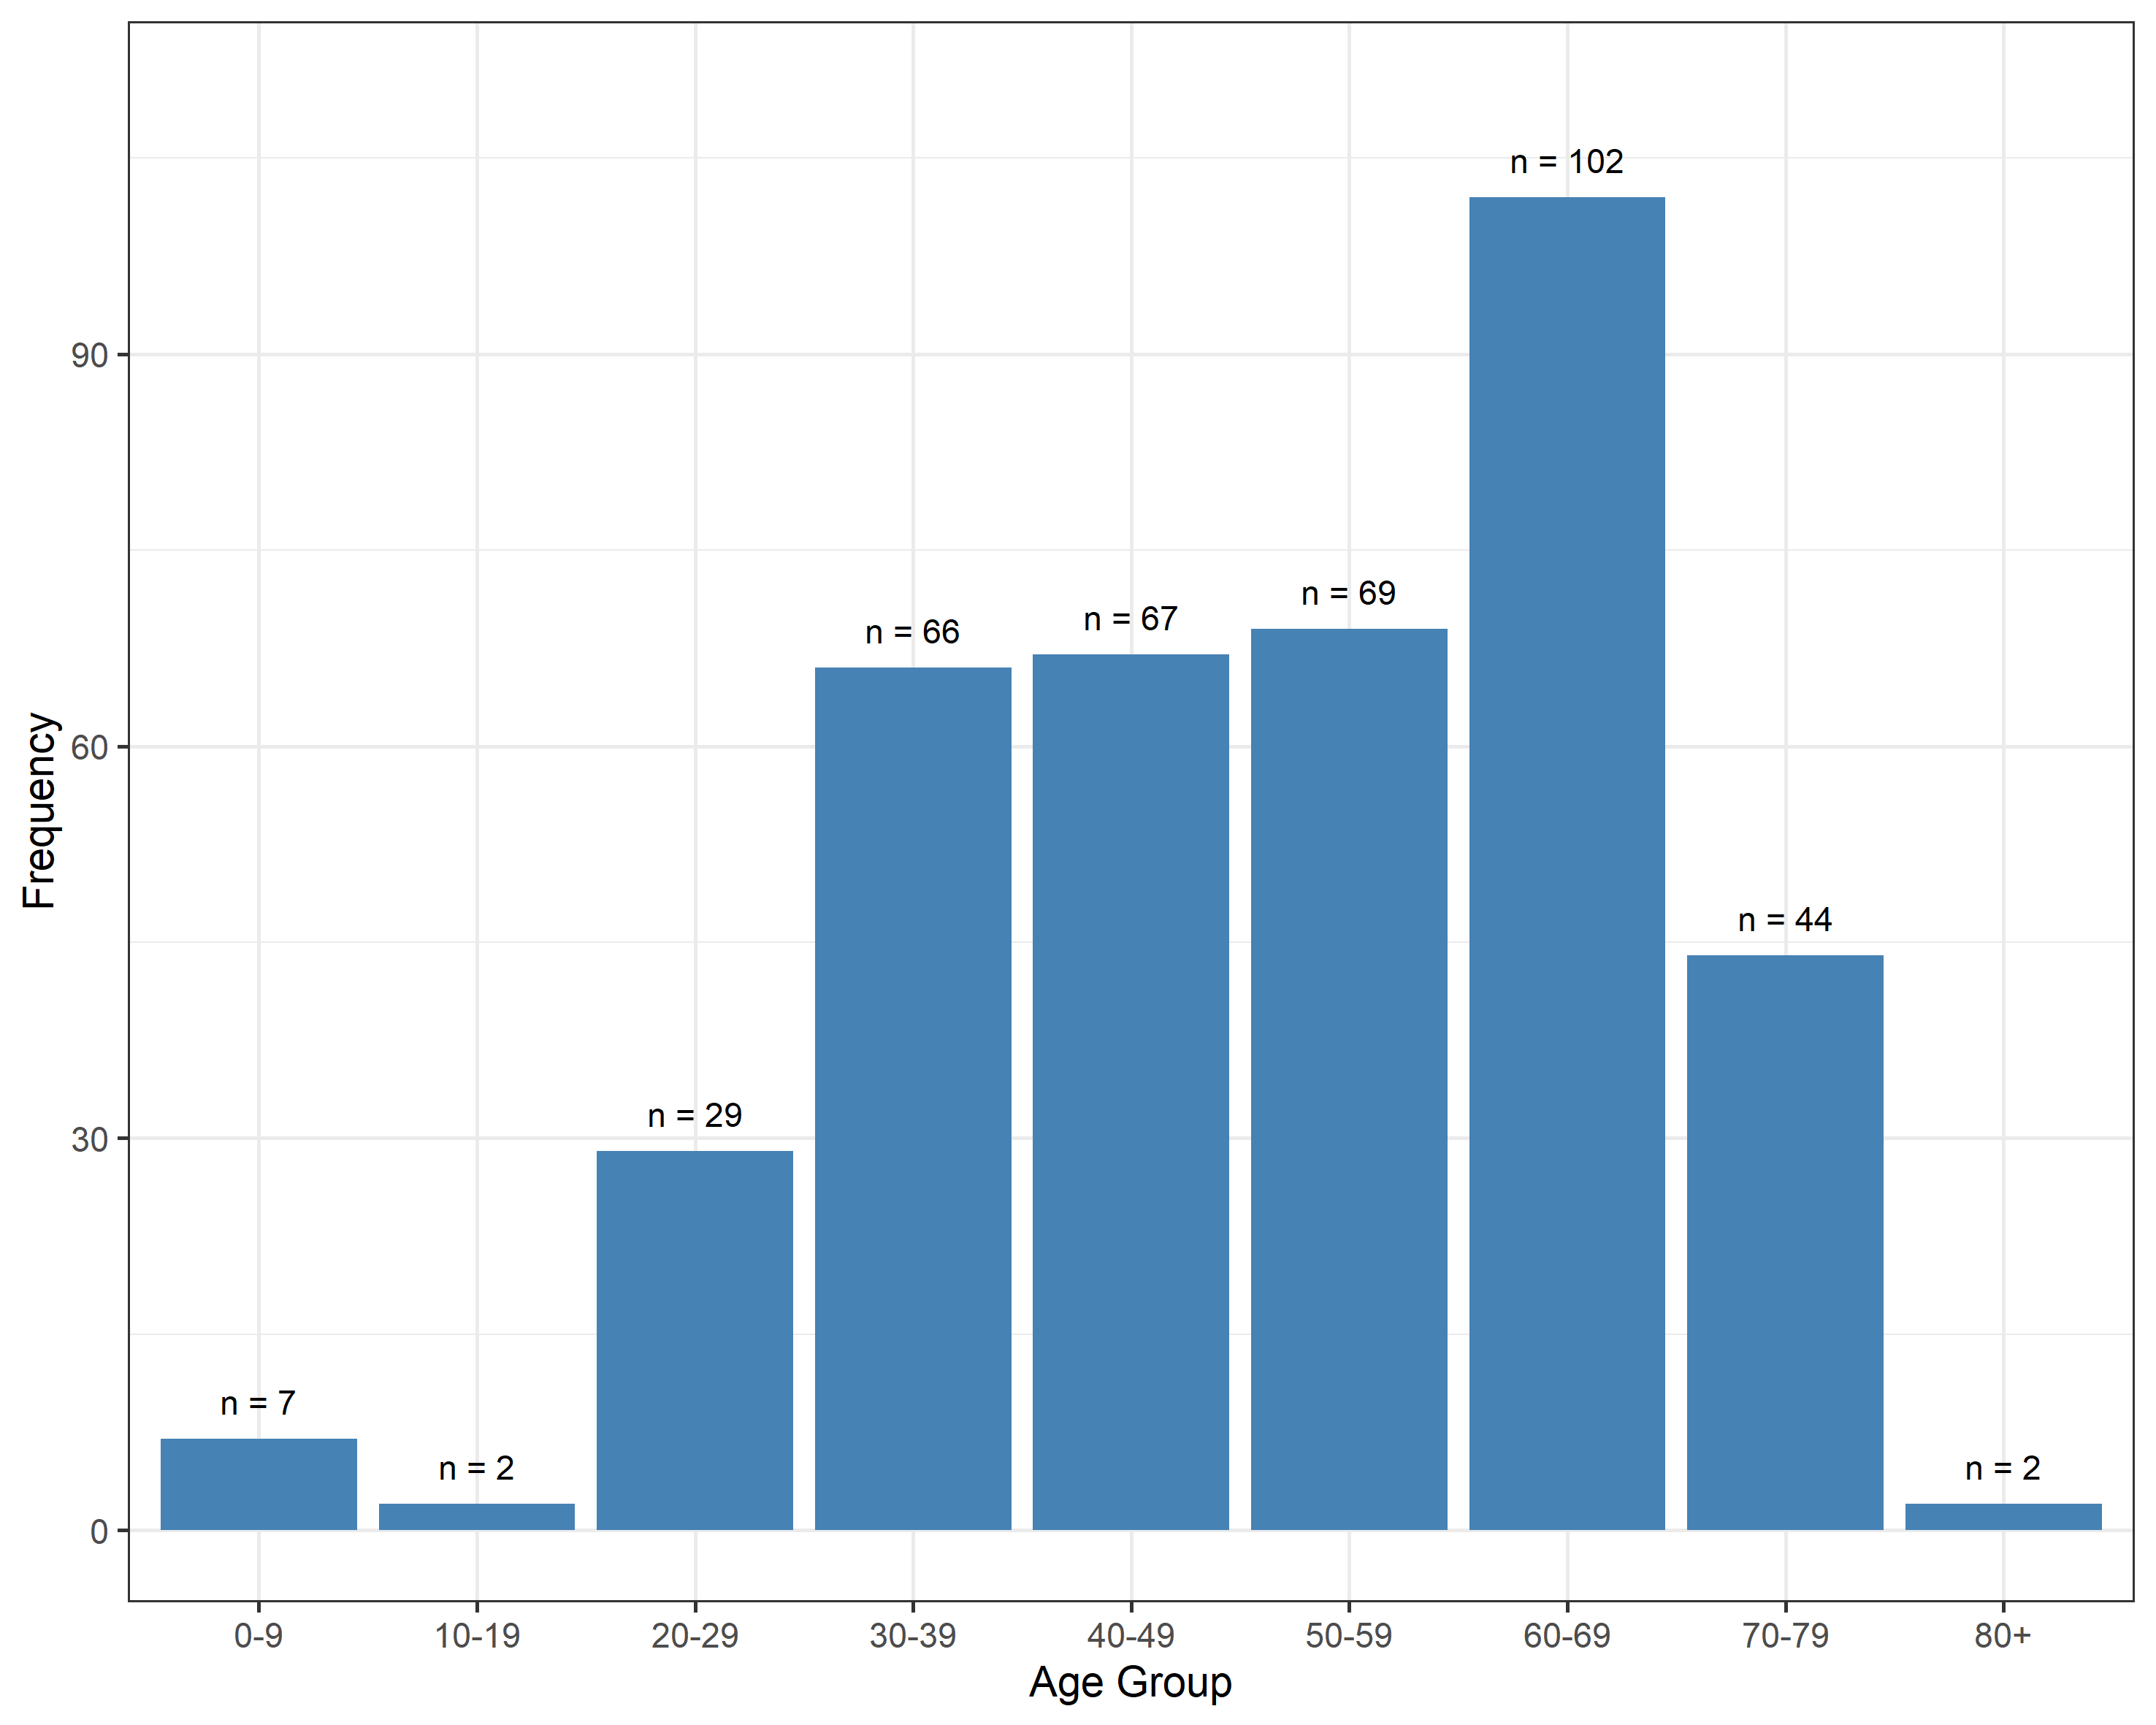 n = 102
90
n = 69
n = 67
n = 66
60
Frequency
n = 44
30
n = 29
n = 7
n = 2
n = 2
0
0-9 10-19 20-29 30-39 40-49 50-59 60-69 70-79 80+
Age Group